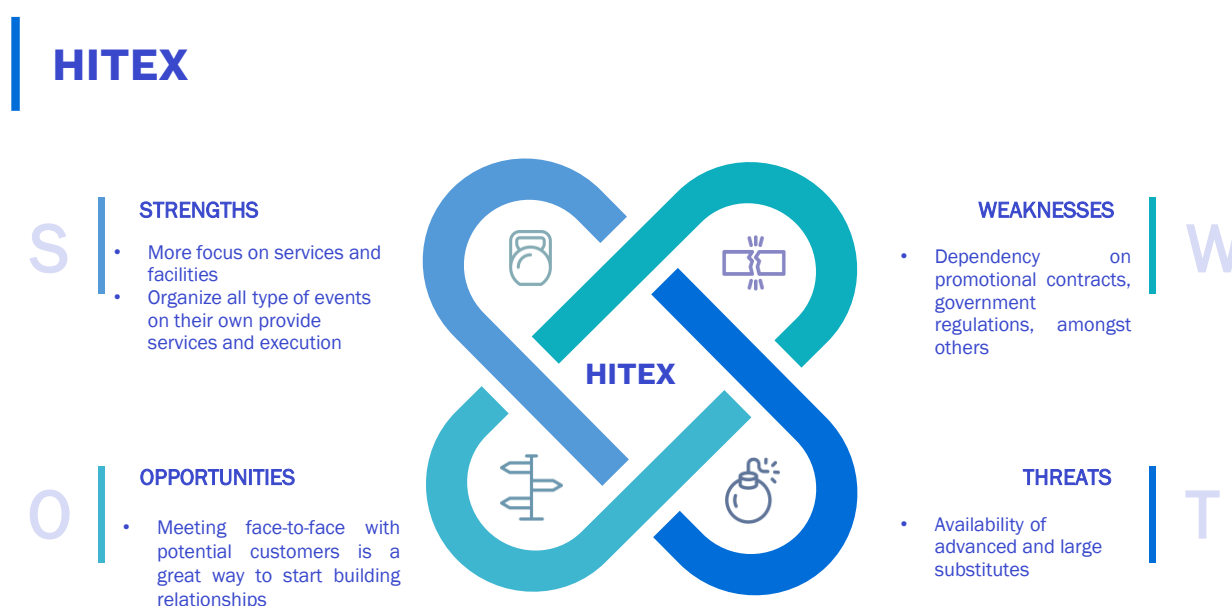 HITEX
S
STRENGTHS
• More focus on services and
facilities
• Organize all type of events
on their own provide
services and execution
W
WEAKNESSES
• Dependency on
promotional contracts,
government
regulations, amongst
others
HITEX
O
OPPORTUNITIES
• Meeting face-to-face with
potential customers is a
great way to start building
relationships
T
THREATS
• Availability of
advanced and large
substitutes